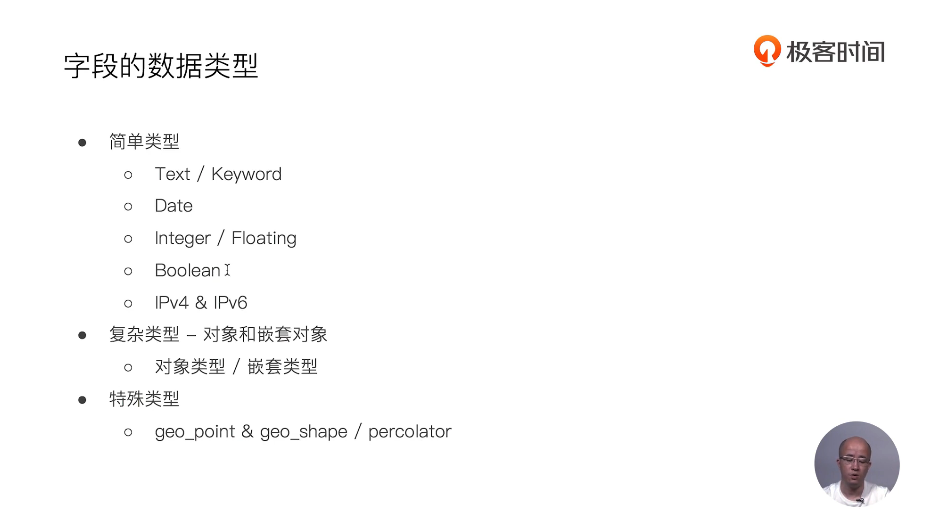 字段的数据类型
极客时间
● 简单类型
○ Text / Keyword
○ Date
○ Integer / Floating
○ Boolean
○ IPv4 & IPv6
● 复杂类型 – 对象和嵌套对象
○ 对象类型 / 嵌套类型
● 特殊类型
○ geo_point & geo_shape / percolator